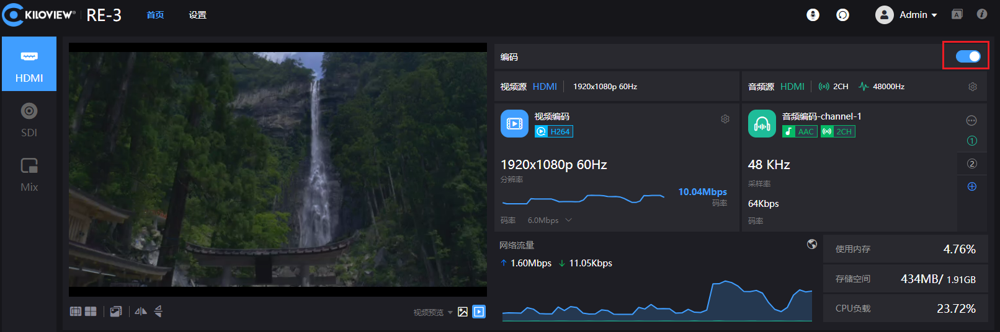 KILOVIEW® RE-3 首页 设置 Admin A i
HDMI
SDI
Mix
编码
视频源 HDMI 1920x1080p 60Hz
音频源 HDMI 2CH 48000Hz
视频编码
H264
1920x1080p 60Hz
分辨率
10.04Mbps
码率
码率 6.0Mbps
音频编码-channel-1
AAC 2CH
1
2
48 KHz
采样率
64Kbps
码率
网络流量
↑ 1.60Mbps ↓ 11.05Kbps
使用内存 4.76%
存储空间 434MB/ 1.91GB
CPU负载 23.72%
视频预览